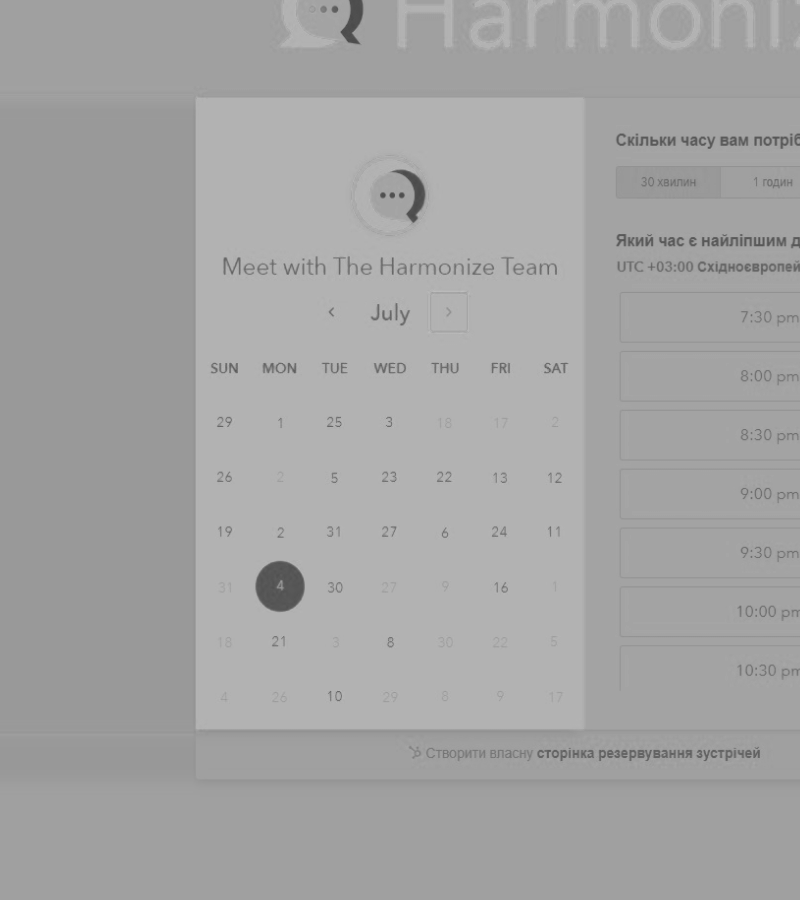 Harmoniz
Скільки часу вам потріб
30 хвилин 1 годин
Який час є найліпшим д
UTC +03:00 Східноєвропей
Meet with The Harmonize Team
‹ July ›
SUN MON TUE WED THU FRI SAT
29 1 25 3 18 17 2
26 2 5 23 22 13 12
19 2 31 27 6 24 11
31 4 30 27 9 16 1
18 21 3 8 30 22 5
4 26 10 29 8 9 17
7:30 pm
8:00 pm
8:30 pm
9:00 pm
9:30 pm
10:00 pm
10:30 pm
Створити власну сторінка резервування зустрічей